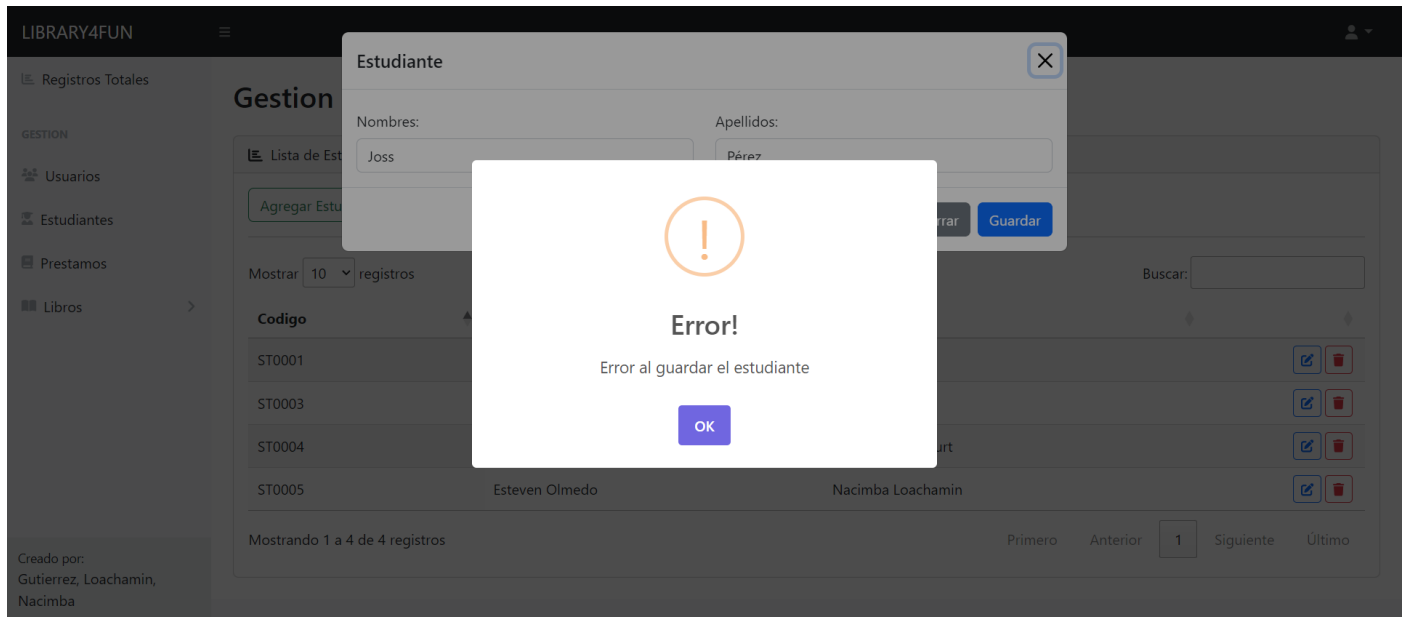 LIBRARY4FUN
Registros Totales
GESTION
Usuarios
Estudiantes
Prestamos
Libros
Creado por:
Gutierrez, Loachamin,
Nacimba
Gestion
Lista de Est
Agregar Estu
Mostrar 10 registros
Buscar:
Codigo
ST0001
ST0003
ST0004
ST0005 Esteven Olmedo Nacimba Loachamin
Mostrando 1 a 4 de 4 registros
Primero Anterior 1 Siguiente Último
Estudiante
Nombres: Apellidos:
Joss Pérez
Guardar
!
Error!
Error al guardar el estudiante
OK